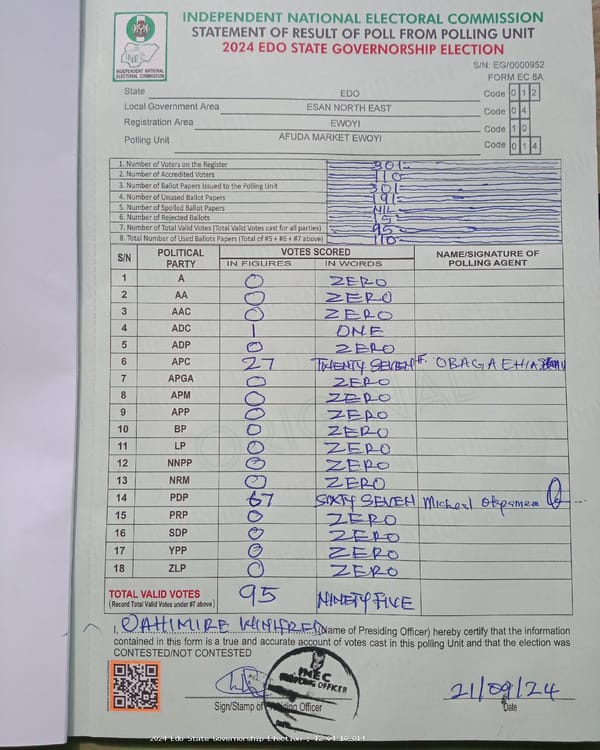 INDEPENDENT NATIONAL ELECTORAL COMMISSION
STATEMENT OF RESULT OF POLL FROM POLLING UNIT
2024 EDO STATE GOVERNORSHIP ELECTION
INEC
INDEPENDENT NATIONAL ELECTORAL COMMISSION
S/N: EG/0000952
FORM EC 8A
State EDO Code 0 1 2
Local Government Area ESAN NORTH EAST Code 0 4
Registration Area EWOYI Code 1 0
Polling Unit AFUDA MARKET EWOYI Code 0 1 4
1. Number of Voters on the Register 301
2. Number of Accredited Voters 110
3. Number of Ballot Papers Issued to the Polling Unit 301
4. Number of Unused Ballot Papers 191
5. Number of Spoiled Ballot Papers NIL
6. Number of Rejected Ballots 15
7. Number of Total Valid Votes (Total Valid Votes cast for all parties) 95
8. Total Number of Used Ballots Papers (Total of #5 + #6 + #7 above) 110
S/N POLITICAL PARTY VOTES SCORED NAME/SIGNATURE OF POLLING AGENT
IN FIGURES IN WORDS
1 A 0 ZERO
2 AA 0 ZERO
3 AAC 0 ZERO
4 ADC 1 ONE
5 ADP 0 ZERO
6 APC 27 TWENTY SEVEN OBAGA
7 APGA 0 ZERO
8 APM 0 ZERO
9 APP 0 ZERO
10 BP 0 ZERO
11 LP 0 ZERO
12 NNPP 0 ZERO
13 NRM 0 ZERO
14 PDP 67 SIXTY SEVEN Micheal
15 PRP 0 ZERO
16 SDP 0 ZERO
17 YPP 0 ZERO
18 ZLP 0 ZERO
ORIGINAL
TOTAL VALID VOTES 95 NINETY FIVE
(Record Total Valid Votes under #7 above)
I, OAHIMIRE WINIFRED (Name of Presiding Officer) hereby certify that the information
contained in this form is a true and accurate account of votes cast in this polling Unit and that the election was
CONTESTED/NOT CONTESTED
INEC
PRESIDING OFFICER
21/09/24
Sign/Stamp of Presiding Officer Date
2024 Edo State Governorship Election : 12-04-10-014